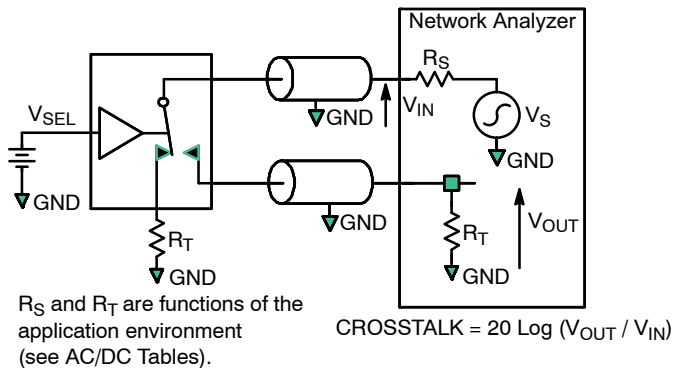 Network Analyzer
R_S
V_SEL
GND
V_IN
V_S
GND
GND
GND
V_OUT
R_T
R_T
GND
GND
R_S and R_T are functions of the
application environment
(see AC/DC Tables).
CROSSTALK = 20 Log (V_OUT / V_IN)